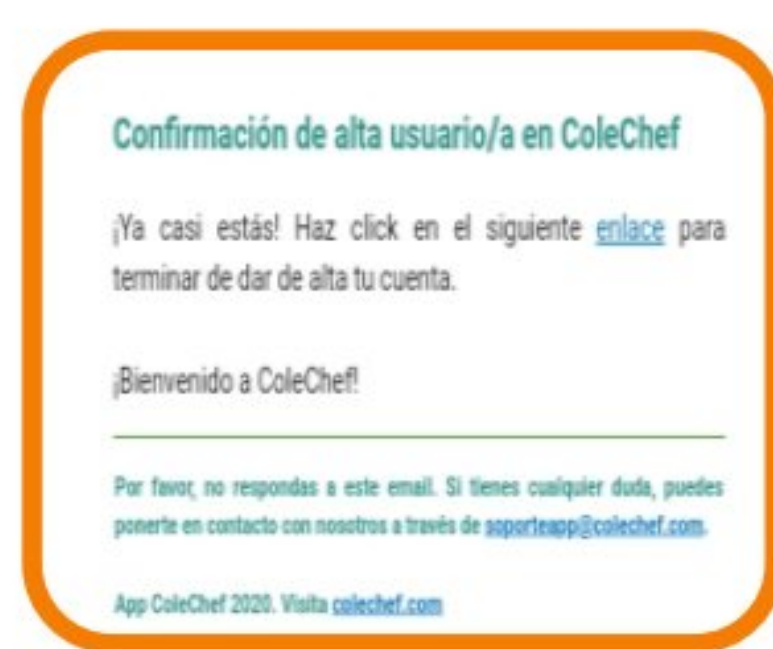 Confirmación de alta usuario/a en ColeChef
¡Ya casi estás! Haz click en el siguiente enlace para
terminar de dar de alta tu cuenta.
¡Bienvenido a ColeChef!
Por favor, no respondas a este email. Si tienes cualquier duda, puedes
ponerte en contacto con nosotros a través de soporteapp@colechef.com.
App ColeChef 2020. Visita colechef.com